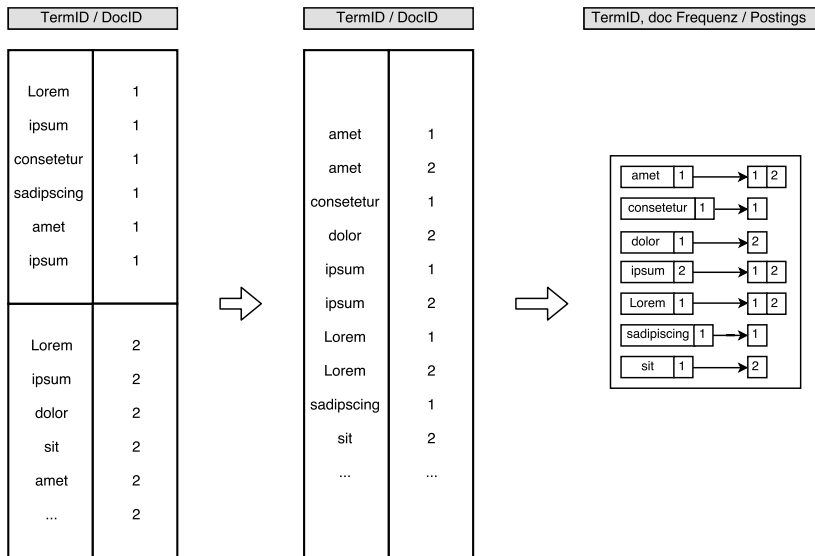 TermID / DocID
Lorem 1
ipsum 1
consetetur 1
sadipscing 1
amet 1
ipsum 1
Lorem 2
ipsum 2
dolor 2
sit 2
amet 2
... 2
TermID / DocID
amet 1
amet 2
consetetur 1
dolor 2
ipsum 1
ipsum 2
Lorem 1
Lorem 2
sadipscing 1
sit 2
... ...
TermID, doc Frequenz / Postings
amet 1 1 2
consetetur 1 1
dolor 1 2
ipsum 2 1 2
Lorem 1 1 2
sadipiscing 1 1
sit 1 2